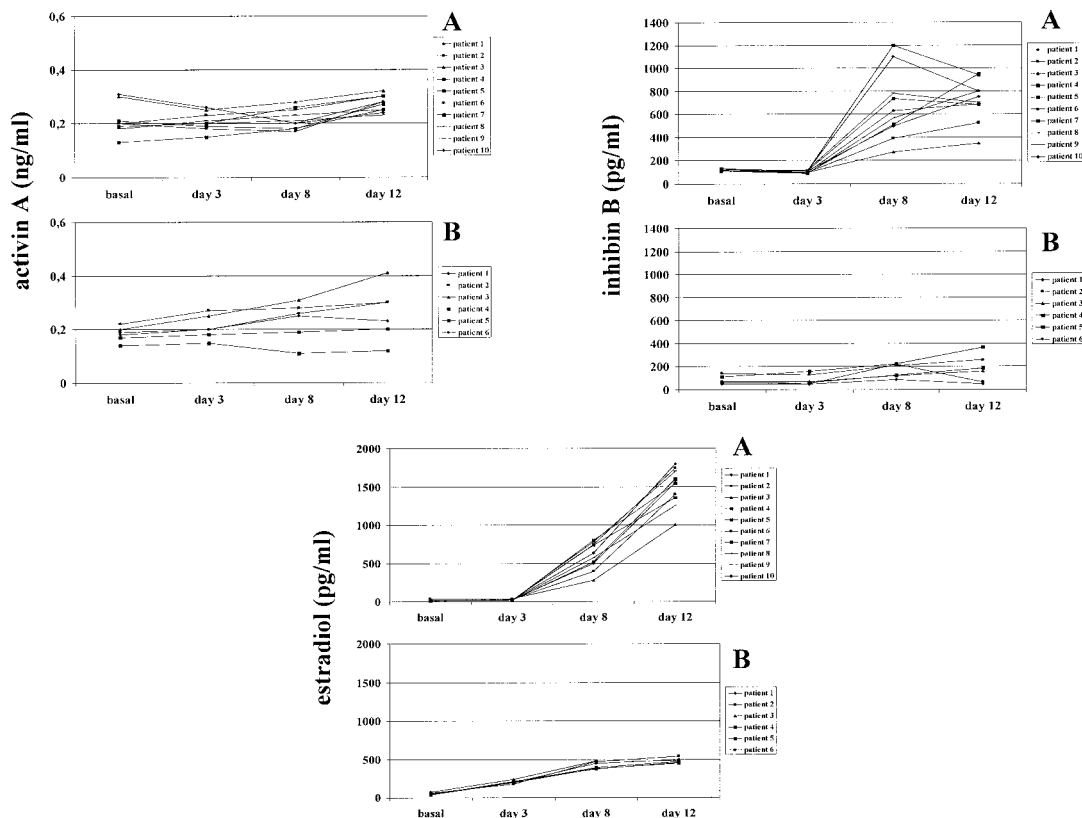 A
0,6
0,4
0,2
0
basal day 3 day 8 day 12
patient 1
patient 2
patient 3
patient 4
patient 5
patient 6
patient 7
patient 8
patient 9
patient 10
activin A (ng/ml)
B
0,6
0,4
0,2
0
basal day 3 day 8 day 12
patient 1
patient 2
patient 3
patient 4
patient 5
patient 6
A
1400
1200
1000
800
600
400
200
0
basal day 3 day 8 day 12
patient 1
patient 2
patient 3
patient 4
patient 5
patient 6
patient 7
patient 8
patient 9
patient 10
inhibin B (pg/ml)
B
1400
1200
1000
800
600
400
200
0
basal day 3 day 8 day 12
patient 1
patient 2
patient 3
patient 4
patient 5
patient 6
A
2000
1500
1000
500
0
basal day 3 day 8 day 12
patient 1
patient 2
patient 3
patient 4
patient 5
patient 6
patient 7
patient 8
patient 9
patient 10
estradiol (pg/ml)
B
2000
1500
1000
500
0
basal day 3 day 8 day 12
patient 1
patient 2
patient 3
patient 4
patient 5
patient 6